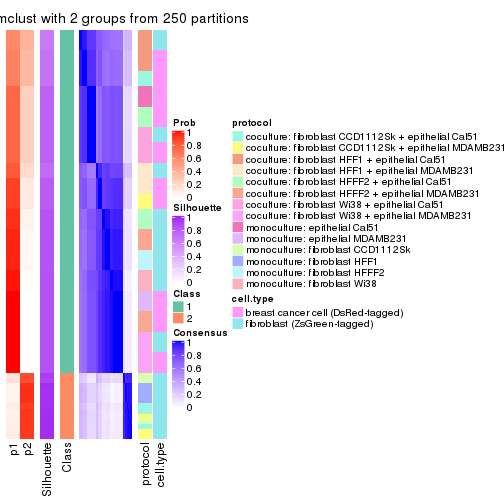 mclust with 2 groups from 250 partitions
p1
p2
Silhouette
Class
protocol
cell.type
Prob
1
0.8
0.6
0.4
0.2
0
Silhouette
1
0.8
0.6
0.4
0.2
0
Class
1
2
Consensus
1
0.8
0.6
0.4
0.2
0
protocol
coculture: fibroblast CCD1112Sk + epithelial Cal51
coculture: fibroblast CCD1112Sk + epithelial MDAMB231
coculture: fibroblast HFF1 + epithelial Cal51
coculture: fibroblast HFF1 + epithelial MDAMB231
coculture: fibroblast HFFF2 + epithelial Cal51
coculture: fibroblast HFFF2 + epithelial MDAMB231
coculture: fibroblast Wi38 + epithelial Cal51
coculture: fibroblast Wi38 + epithelial MDAMB231
monoculture: epithelial Cal51
monoculture: epithelial MDAMB231
monoculture: fibroblast CCD1112Sk
monoculture: fibroblast HFF1
monoculture: fibroblast HFFF2
monoculture: fibroblast Wi38
cell.type
breast cancer cell (DsRed-tagged)
fibroblast (ZsGreen-tagged)